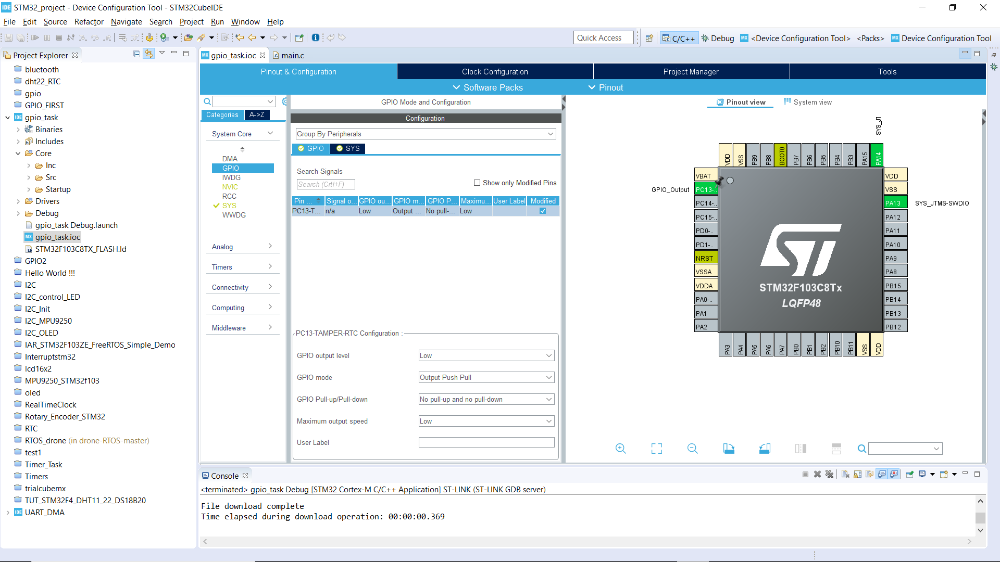 STM32_project - Device Configuration Tool - STM32CubeIDE
File Edit Source Refactor Navigate Search Project Run Window Help
Quick Access
C/C++ Debug <Device Configuration Tool> <Packs> Device Configuration Tool
Project Explorer
bluetooth
dht22_RTC
gpio
GPIO_FIRST
gpio_task
Binaries
Includes
Core
Inc
Src
Startup
Drivers
Debug
gpio_task Debug.launch
gpio_task.ioc
STM32F103C8TX_FLASH.ld
GPIO2
Hello World !!!
I2C
I2C_control_LED
I2C_Init
I2C_MPU9250
I2C_OLED
IAR_STM32F103ZE_FreeRTOS_Simple_Demo
Interruptstm32
lcd16x2
MPU9250_STM32f103
oled
RealTimeClock
Rotary_Encoder_STM32
RTC
RTOS_drone (in drone-RTOS-master)
test1
Timer_Task
Timers
trialcubemx
TUT_STM32F4_DHT11_22_DS18B20
UART_DMA
gpio_task.ioc main.c
Pinout & Configuration Clock Configuration Project Manager Tools
Software Packs Pinout
Categories A->Z
System Core
DMA
GPIO
IWDG
NVIC
RCC
SYS
WWDG
Analog
Timers
Connectivity
Computing
Middleware
GPIO Mode and Configuration
Configuration
Group By Peripherals
GPIO SYS
Search Signals
Search (Crtl+F)
Show only Modified Pins
Pin ... Signal o... GPIO ou... GPIO m... GPIO P... Maximu... User Label Modified
PC13-T... n/a Low Output ... No pull-... Low
PC13-TAMPER-RTC Configuration :
GPIO output level Low
GPIO mode Output Push Pull
GPIO Pull-up/Pull-down No pull-up and no pull-down
Maximum output speed Low
User Label
Pinout view System view
SYS_J1
VDD VSS PB9 PB8 BOOT0 PB7 PB6 PB5 PB4 PB3 PA15 PA14
VBAT
GPIO_Output PC13-..
PC14-..
PC15-..
PD0-..
PD1-..
NRST
VSSA
VDDA
PA0-..
PA1
PA2
ST
STM32F103C8Tx
LQFP48
VDD
VSS
PA13 SYS_JTMS-SWDIO
PA12
PA11
PA10
PA9
PA8
PB15
PB14
PB13
PB12
PA3 PA4 PA5 PA6 PA7 PB0 PB1 PB2 PB10 PB11 VSS VDD
Console
<terminated> gpio_task Debug [STM32 Cortex-M C/C++ Application] ST-LINK (ST-LINK GDB server)
File download complete
Time elapsed during download operation: 00:00:00.369